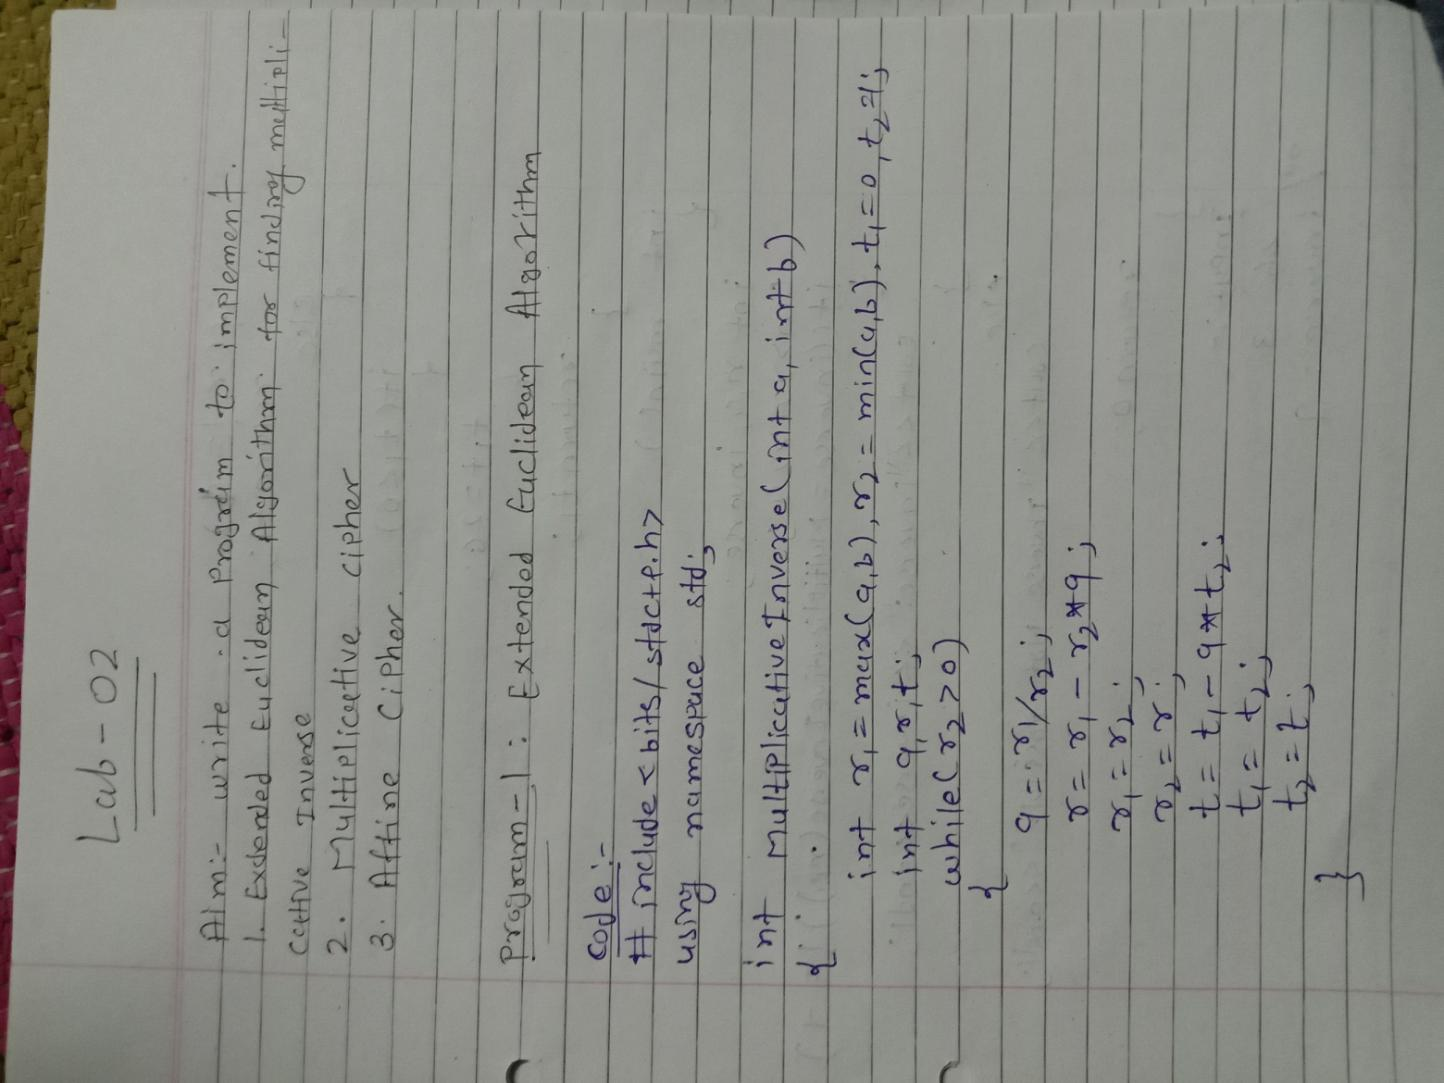 Lab-02
Aim:- write a program to implement.
1. Extended Euclidean Algorithm for finding multipli-
cative Inverse
2. Multiplicative cipher
3. Affine Cipher.
Program-1: Extended Euclidean Algorithm
Code:-
#include <bits/stdc++.h>
using namespace std;
int MultiplicativeInverse(int a, int b)
{
int r1=max(a,b), r2=min(a,b), t1=0, t2=1;
int q,r,t;
while(r2>0)
{
q=r1/r2;
r=r1-r2*q;
r1=r2;
r2=r;
t=t1-q*t2;
t1=t2;
t2=t;
}